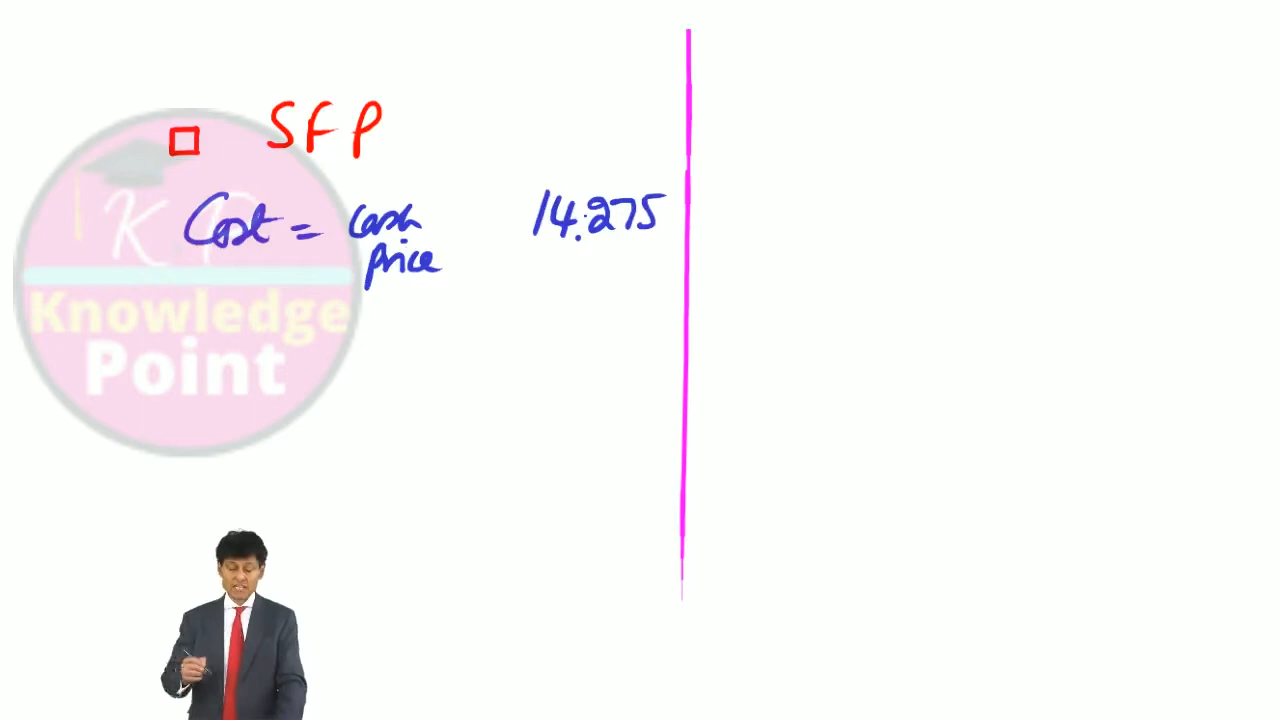 SFP
Cost = cash price 14.275
K P
Knowledge
Point